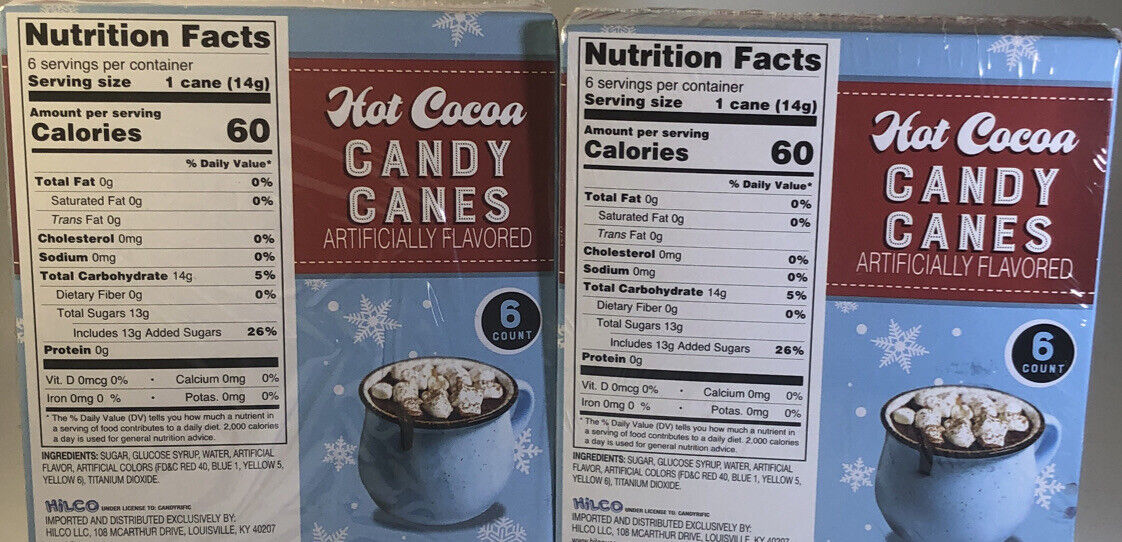 Nutrition Facts
6 servings per container
Serving size 1 cane (14g)
Amount per serving
Calories 60
% Daily Value*
Total Fat 0g 0%
Saturated Fat 0g 0%
Trans Fat 0g
Cholesterol 0mg 0%
Sodium 0mg 0%
Total Carbohydrate 14g 5%
Dietary Fiber 0g 0%
Total Sugars 13g
Includes 13g Added Sugars 26%
Protein 0g
Vit. D 0mcg 0% • Calcium 0mg 0%
Iron 0mg 0 % • Potas. 0mg 0%
* The % Daily Value (DV) tells you how much a nutrient in
a serving of food contributes to a daily diet. 2,000 calories
a day is used for general nutrition advice.
INGREDIENTS: SUGAR, GLUCOSE SYRUP, WATER, ARTIFICIAL
FLAVOR, ARTIFICIAL COLORS (FD&C RED 40, BLUE 1, YELLOW 5,
YELLOW 6), TITANIUM DIOXIDE.
HiLCO UNDER LICENSE TO: CANDYRIFIC
IMPORTED AND DISTRIBUTED EXCLUSIVELY BY:
HILCO LLC, 108 MCARTHUR DRIVE, LOUISVILLE, KY 40207
Hot Cocoa
CANDY
CANES
ARTIFICIALLY FLAVORED
6
COUNT
Nutrition Facts
6 servings per container
Serving size 1 cane (14g)
Amount per serving
Calories 60
% Daily Value*
Total Fat 0g 0%
Saturated Fat 0g 0%
Trans Fat 0g
Cholesterol 0mg 0%
Sodium 0mg 0%
Total Carbohydrate 14g 5%
Dietary Fiber 0g 0%
Total Sugars 13g
Includes 13g Added Sugars 26%
Protein 0g
Vit. D 0mcg 0% • Calcium 0mg 0%
Iron 0mg 0 % • Potas. 0mg 0%
* The % Daily Value (DV) tells you how much a nutrient in
a serving of food contributes to a daily diet. 2,000 calories
a day is used for general nutrition advice.
INGREDIENTS: SUGAR, GLUCOSE SYRUP, WATER, ARTIFICIAL
FLAVOR, ARTIFICIAL COLORS (FD&C RED 40, BLUE 1, YELLOW 5,
YELLOW 6), TITANIUM DIOXIDE.
HiLCO UNDER LICENSE TO: CANDYRIFIC
IMPORTED AND DISTRIBUTED EXCLUSIVELY BY:
HILCO LLC, 108 MCARTHUR DRIVE, LOUISVILLE, KY 40207
Hot Cocoa
CANDY
CANES
ARTIFICIALLY FLAVORED
6
COUNT